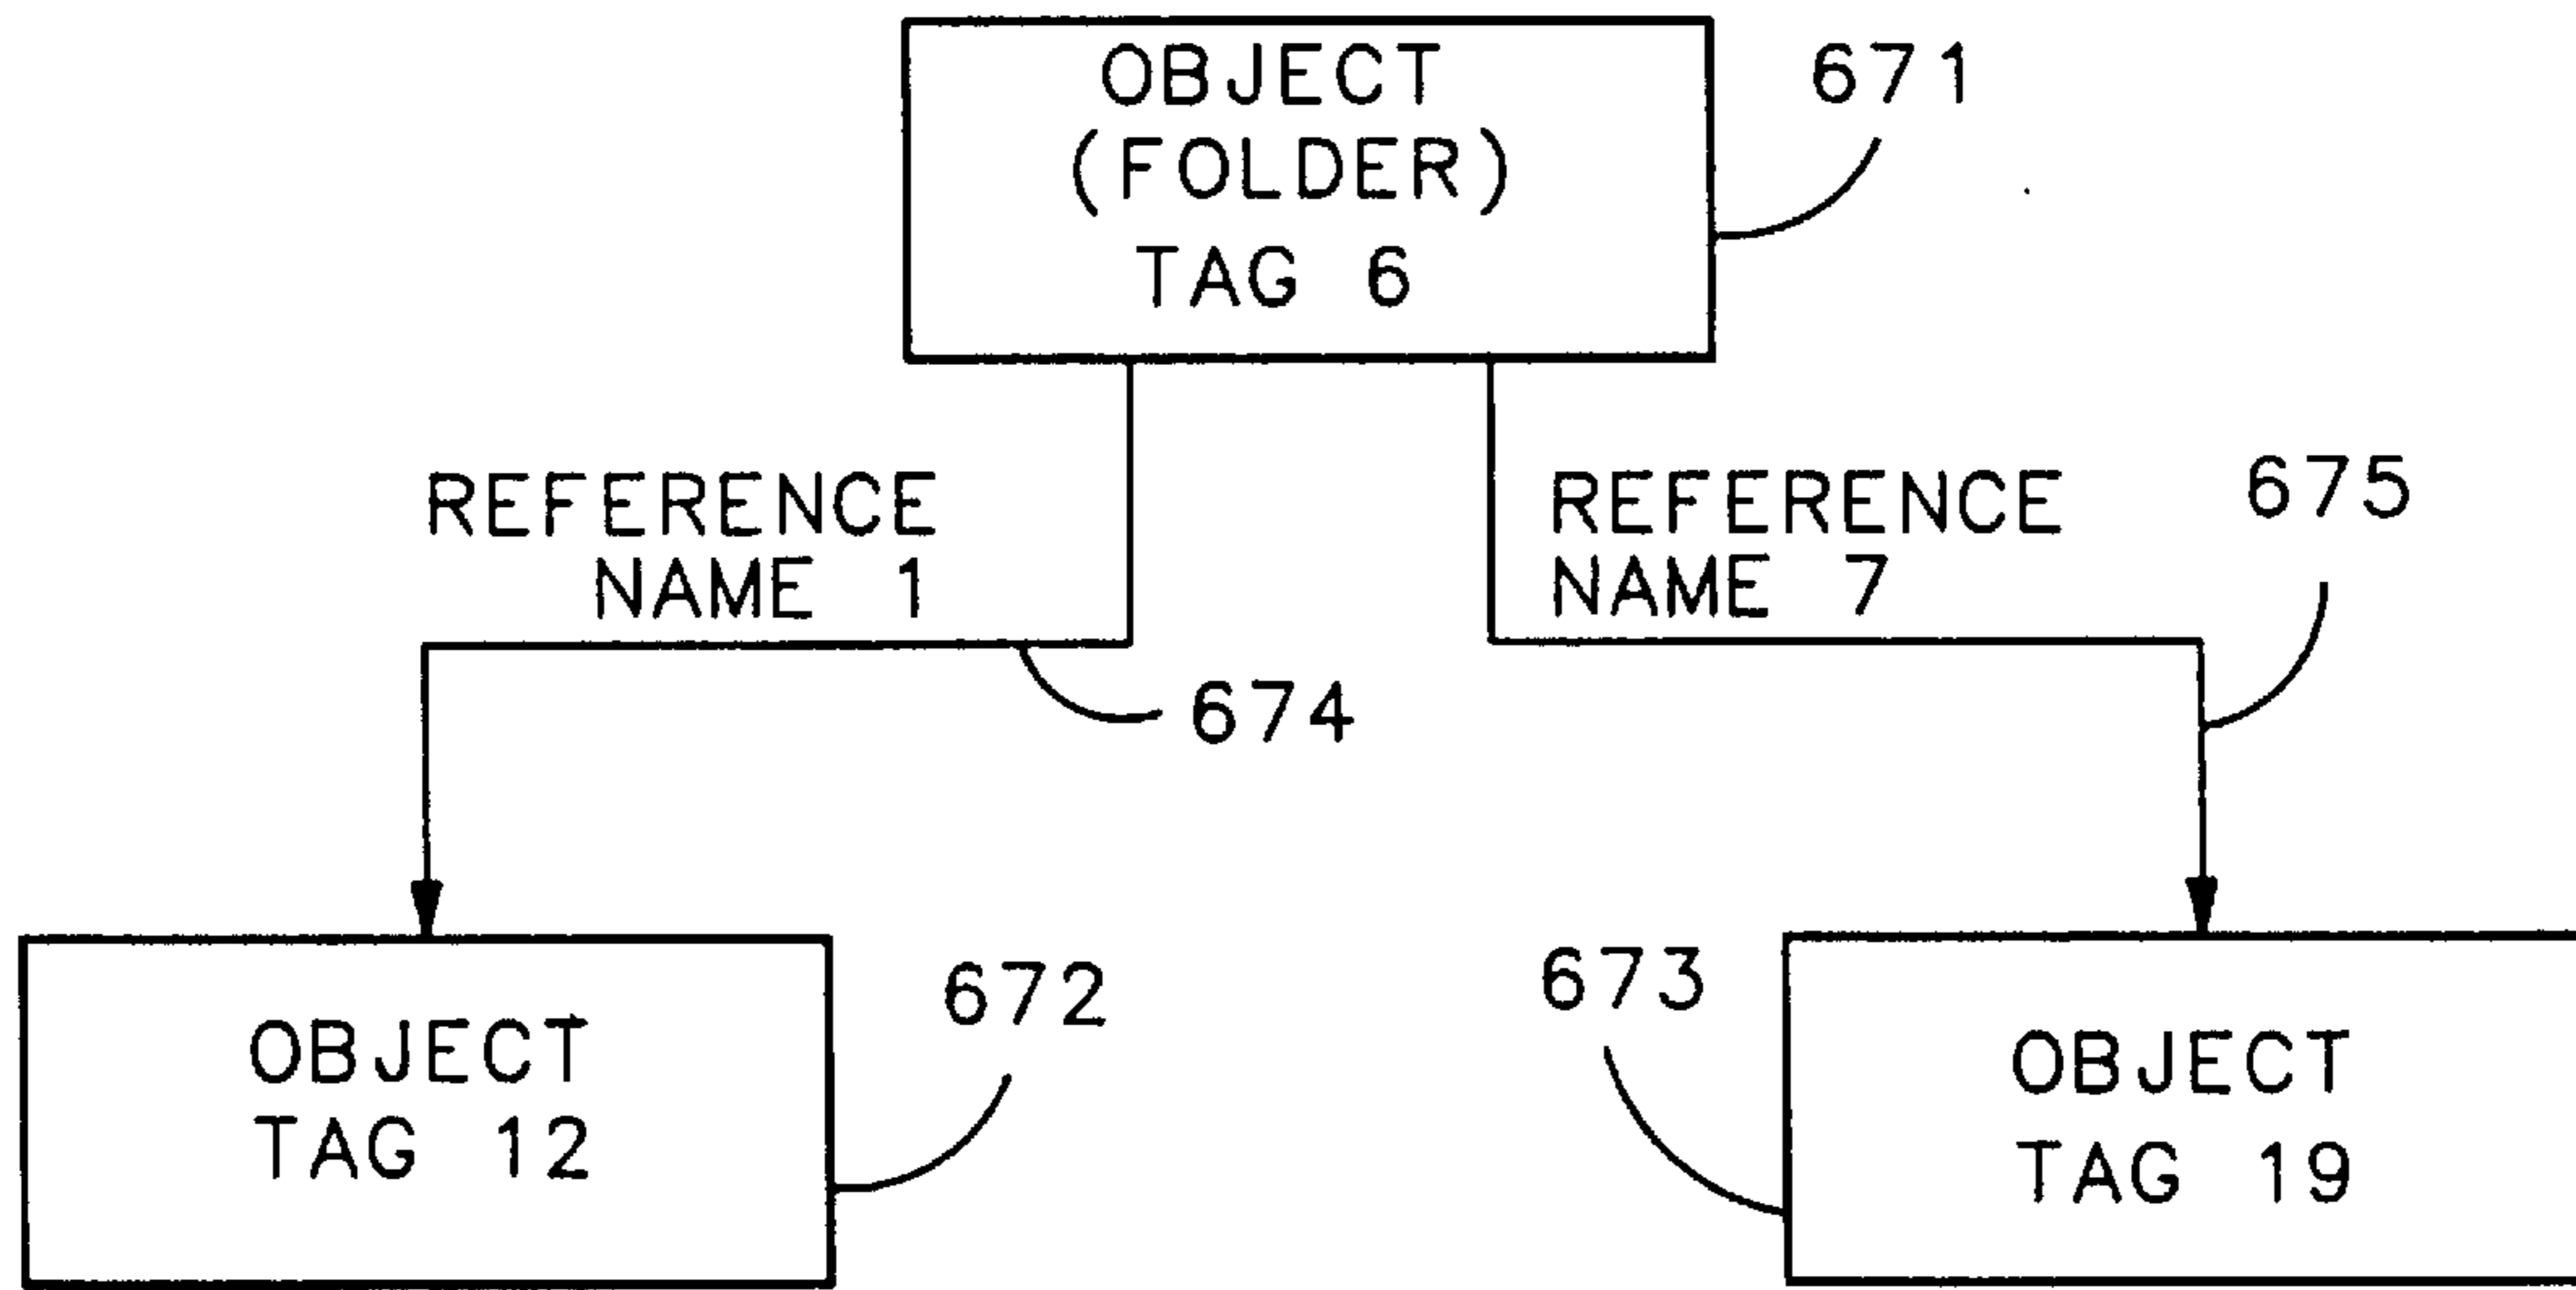 OBJECT
(FOLDER)
TAG 6
671
REFERENCE
NAME 1
674
REFERENCE
NAME 7
675
OBJECT
TAG 12
672
673
OBJECT
TAG 19